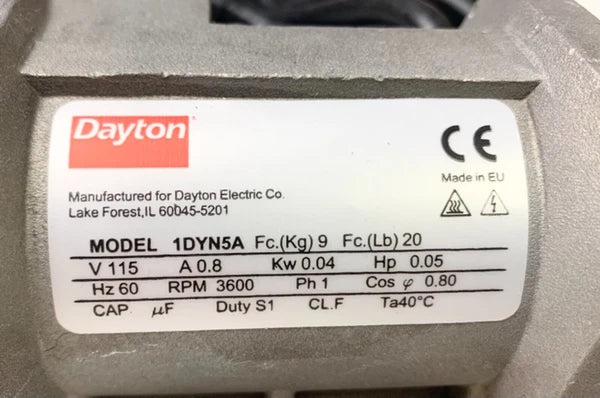 Dayton
CE
Made in EU
Manufactured for Dayton Electric Co.
Lake Forest,IL 60045-5201
MODEL 1DYN5A Fc.(Kg) 9 Fc.(Lb) 20
V 115 A 0.8 Kw 0.04 Hp 0.05
Hz 60 RPM 3600 Ph 1 Cos φ 0.80
CAP. µF Duty S1 CL.F Ta40°C